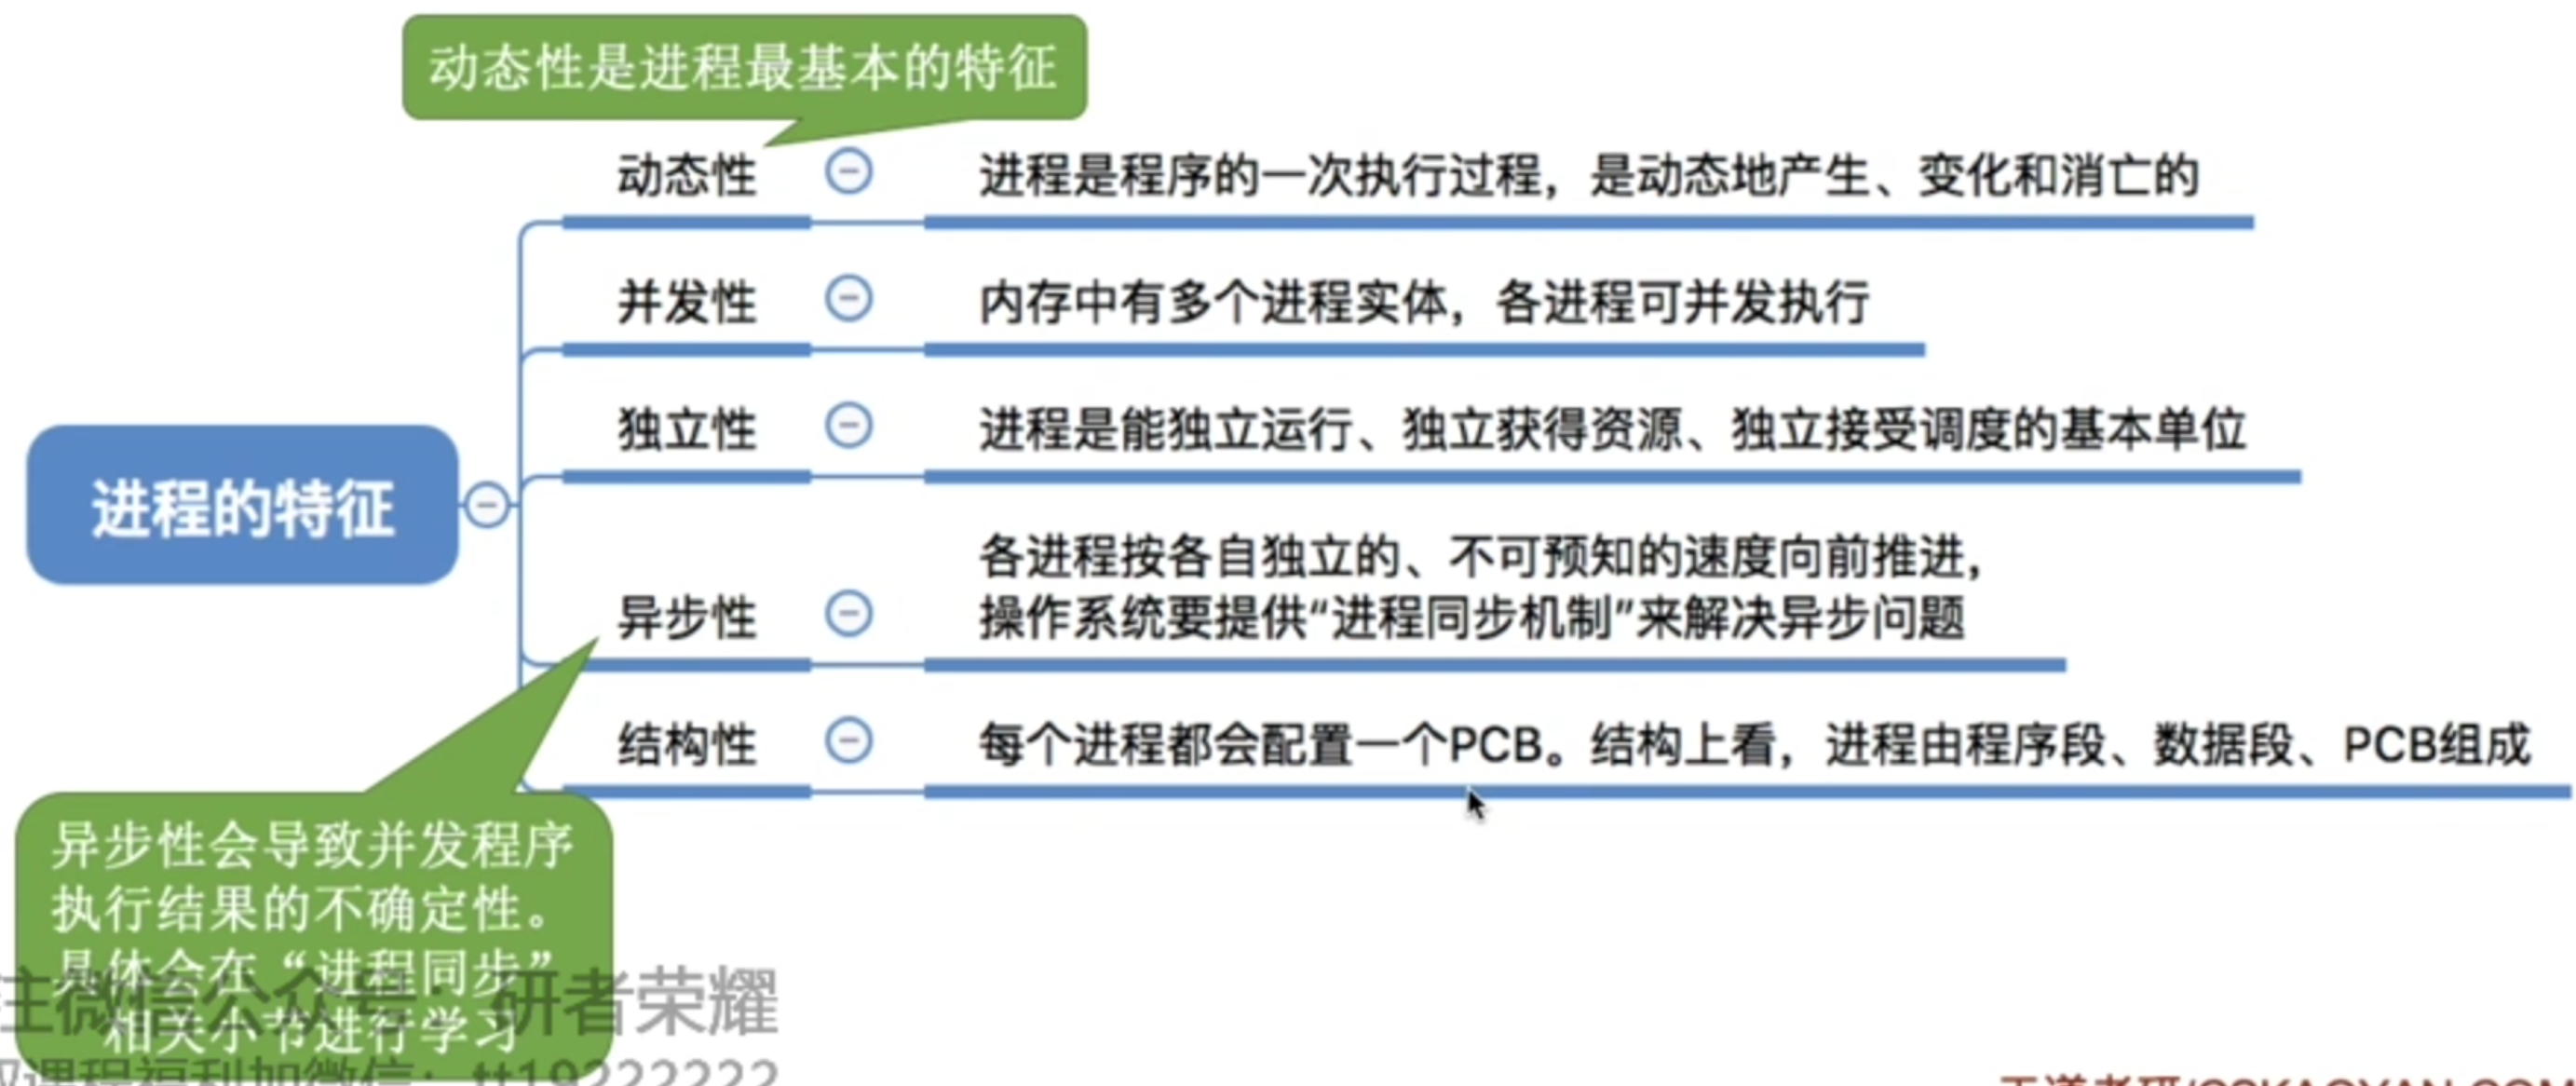 动态性是进程最基本的特征
动态性 进程是程序的一次执行过程，是动态地产生、变化和消亡的
并发性 内存中有多个进程实体，各进程可并发执行
独立性 进程是能独立运行、独立获得资源、独立接受调度的基本单位
进程的特征
各进程按各自独立的、不可预知的速度向前推进，
异步性 操作系统要提供“进程同步机制”来解决异步问题
结构性 每个进程都会配置一个PCB。结构上看，进程由程序段、数据段、PCB组成
异步性会导致并发程序
执行结果的不确定性。
具体会在“进程同步”
相关小节进行学习
注微信公众号：研者荣耀
课程福利加微信：